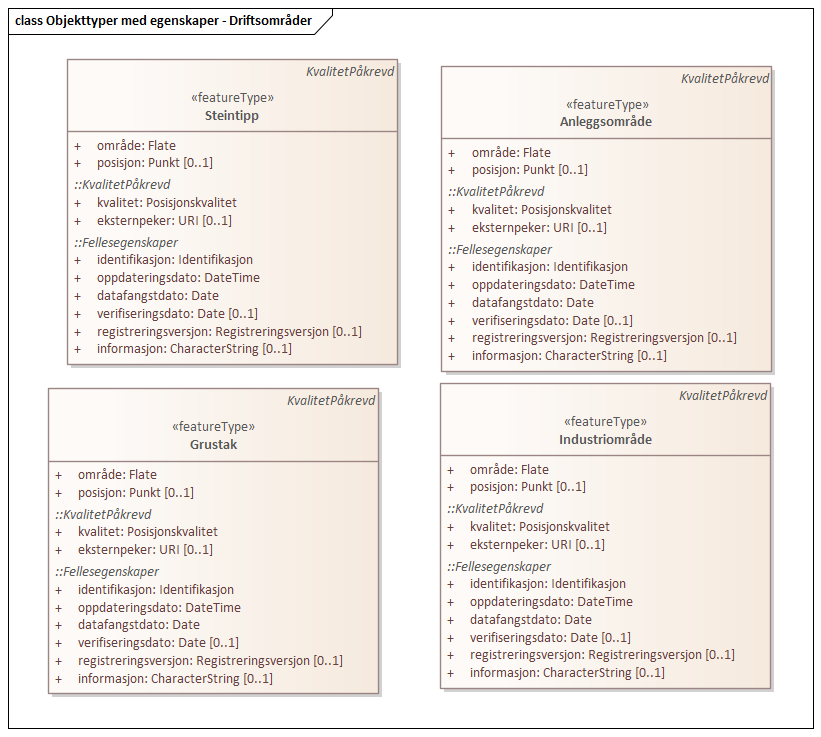 class Objekttyper med egenskaper - Driftsområder
KvalitetPåkrevd
«featureType»
Steintipp
+ område: Flate
+ posisjon: Punkt [0..1]
::KvalitetPåkrevd
+ kvalitet: Posisjonskvalitet
+ eksternpeker: URI [0..1]
::Fellesegenskaper
+ identifikasjon: Identifikasjon
+ oppdateringsdato: DateTime
+ datafangstdato: Date
+ verifiseringsdato: Date [0..1]
+ registreringsversjon: Registreringsversjon [0..1]
+ informasjon: CharacterString [0..1]
KvalitetPåkrevd
«featureType»
Anleggsområde
+ område: Flate
+ posisjon: Punkt [0..1]
::KvalitetPåkrevd
+ kvalitet: Posisjonskvalitet
+ eksternpeker: URI [0..1]
::Fellesegenskaper
+ identifikasjon: Identifikasjon
+ oppdateringsdato: DateTime
+ datafangstdato: Date
+ verifiseringsdato: Date [0..1]
+ registreringsversjon: Registreringsversjon [0..1]
+ informasjon: CharacterString [0..1]
KvalitetPåkrevd
«featureType»
Grustak
+ område: Flate
+ posisjon: Punkt [0..1]
::KvalitetPåkrevd
+ kvalitet: Posisjonskvalitet
+ eksternpeker: URI [0..1]
::Fellesegenskaper
+ identifikasjon: Identifikasjon
+ oppdateringsdato: DateTime
+ datafangstdato: Date
+ verifiseringsdato: Date [0..1]
+ registreringsversjon: Registreringsversjon [0..1]
+ informasjon: CharacterString [0..1]
KvalitetPåkrevd
«featureType»
Industriområde
+ område: Flate
+ posisjon: Punkt [0..1]
::KvalitetPåkrevd
+ kvalitet: Posisjonskvalitet
+ eksternpeker: URI [0..1]
::Fellesegenskaper
+ identifikasjon: Identifikasjon
+ oppdateringsdato: DateTime
+ datafangstdato: Date
+ verifiseringsdato: Date [0..1]
+ registreringsversjon: Registreringsversjon [0..1]
+ informasjon: CharacterString [0..1]